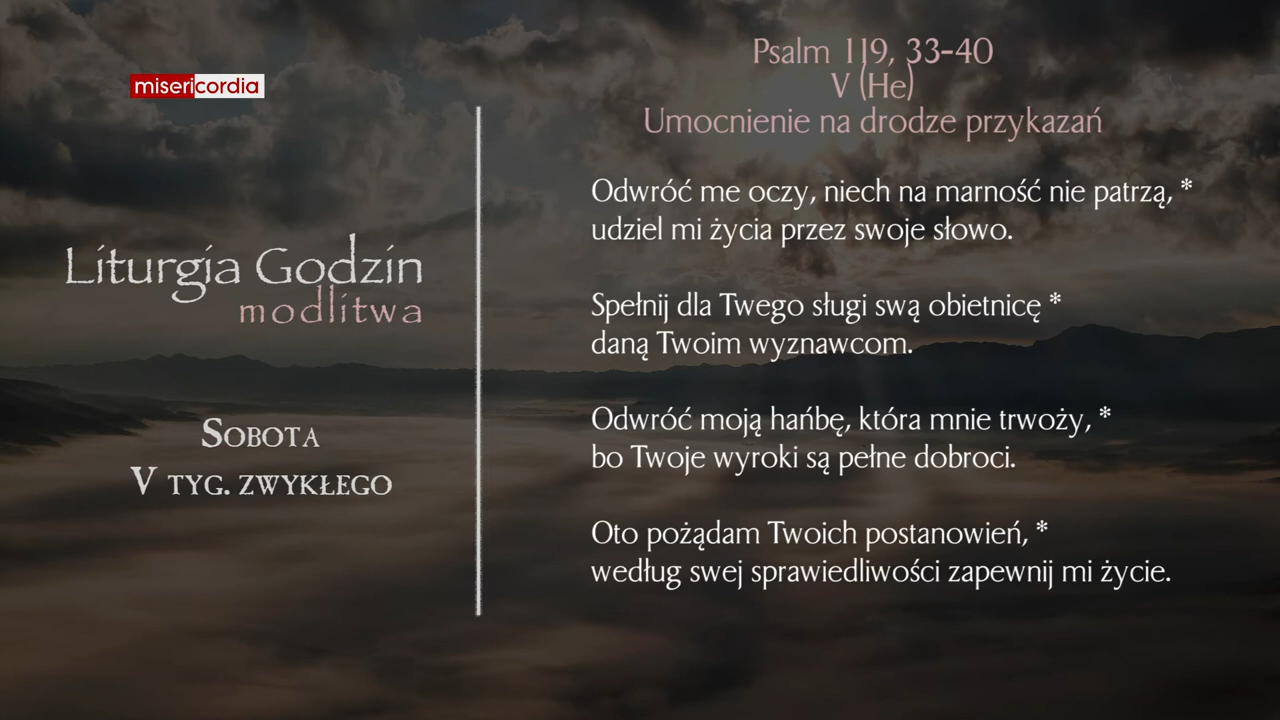 misericordia
Liturgia Godzin
modlitwa
Sobota
V tyg. zwykłego
Psalm 119, 33-40
V (He)
Umocnienie na drodze przykazań
Odwróć me oczy, niech na marność nie patrzą, *
udziel mi życia przez swoje słowo.
Spełnij dla Twego sługi swą obietnicę *
daną Twoim wyznawcom.
Odwróć moją hańbę, która mnie trwoży, *
bo Twoje wyroki są pełne dobroci.
Oto pożądam Twoich postanowień, *
według swej sprawiedliwości zapewnij mi życie.